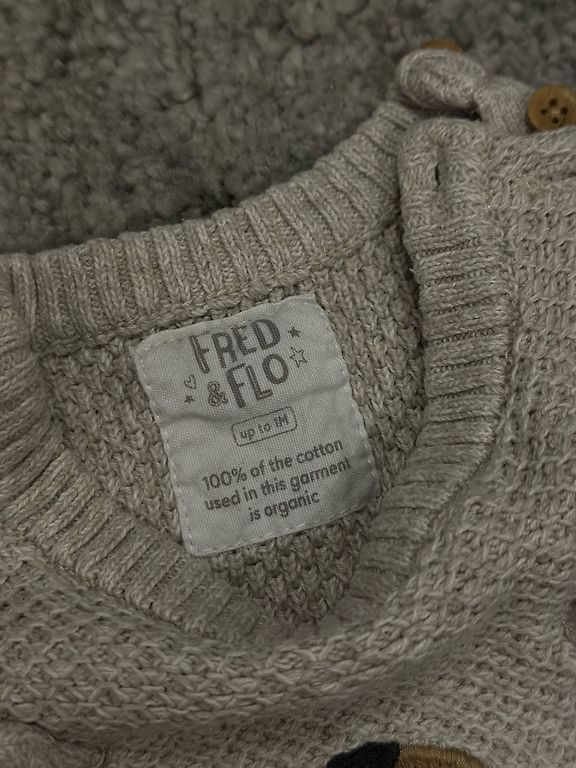 FRED
& FLO
up to 1M
100% of the cotton
used in this garment
is organic